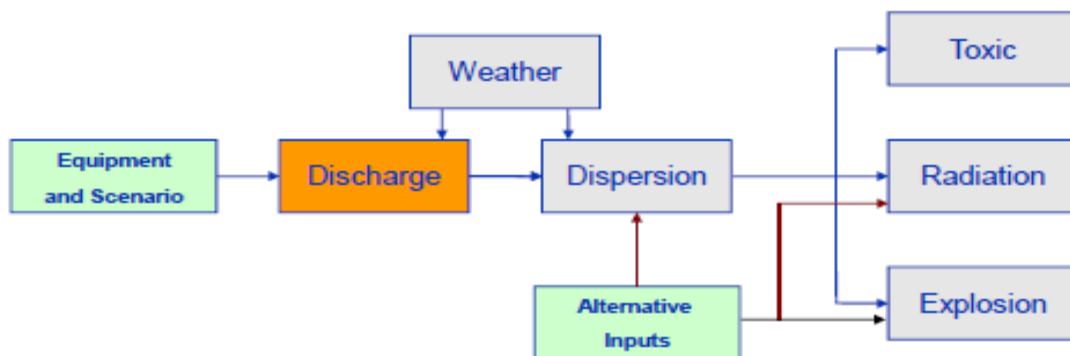 Toxic
Weather
Equipment
and Scenario
Discharge
Dispersion
Radiation
Alternative
Inputs
Explosion